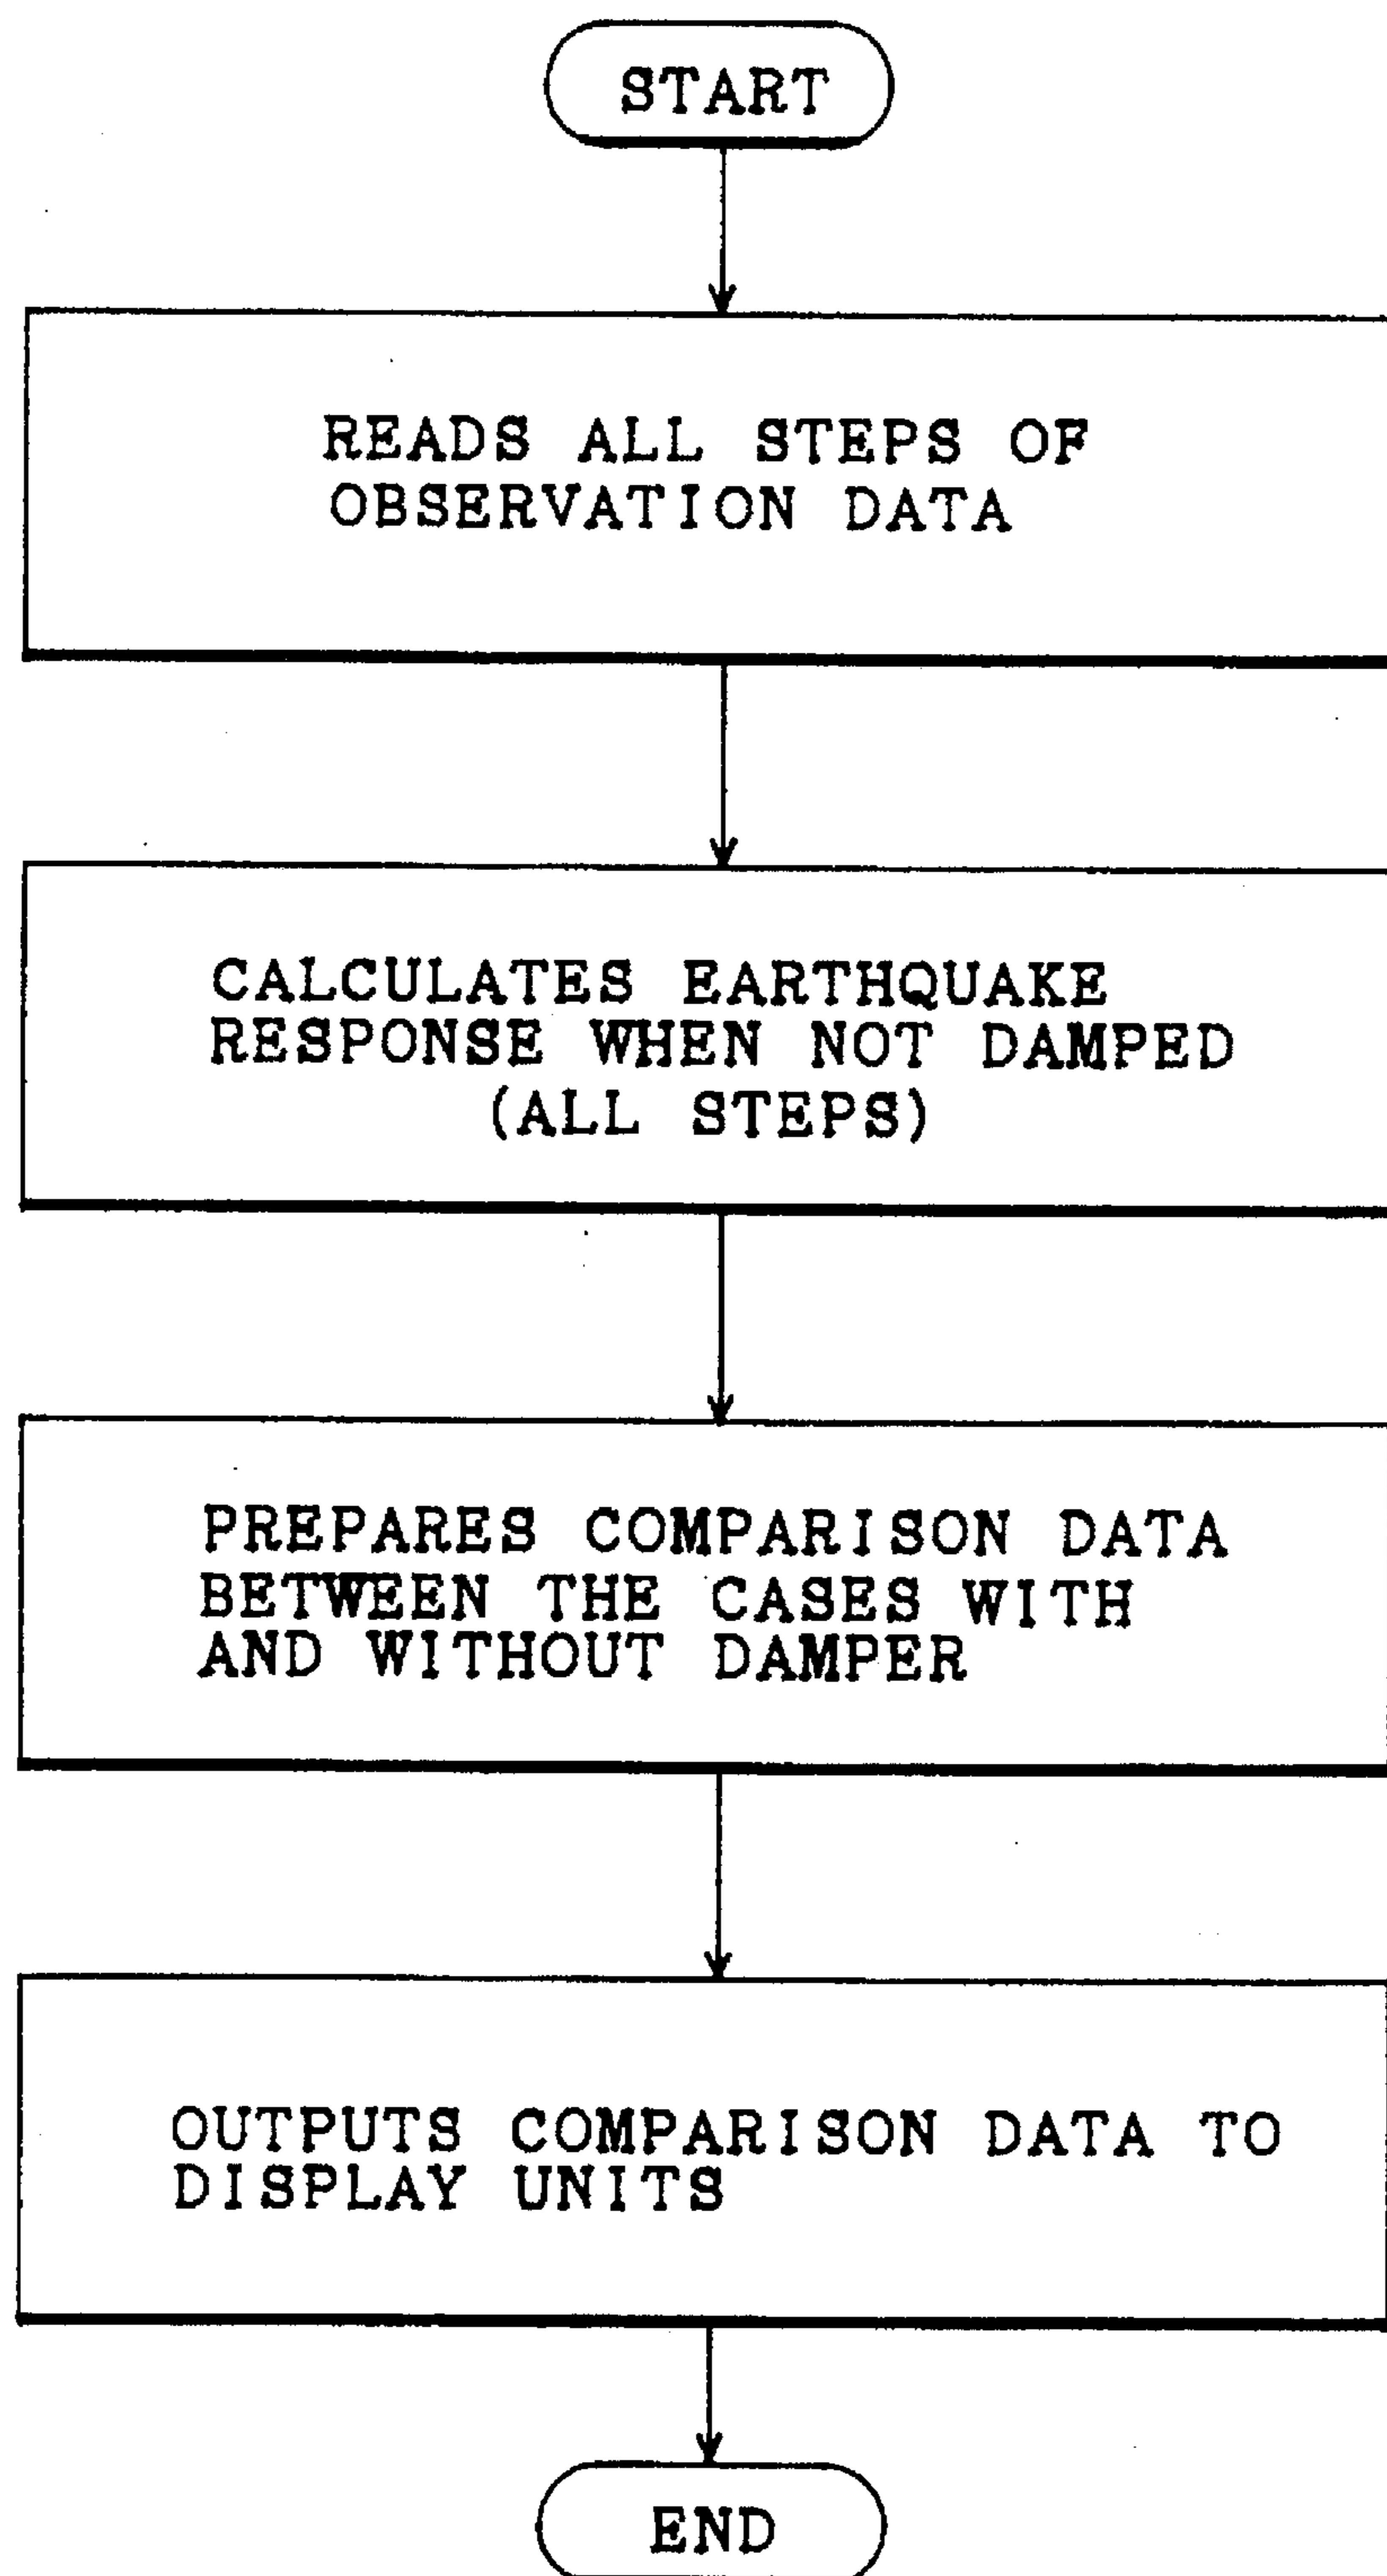 START
READS ALL STEPS OF
OBSERVATION DATA
CALCULATES EARTHQUAKE
RESPONSE WHEN NOT DAMPED
(ALL STEPS)
PREPARES COMPARISON DATA
BETWEEN THE CASES WITH
AND WITHOUT DAMPER
OUTPUTS COMPARISON DATA TO
DISPLAY UNITS
END